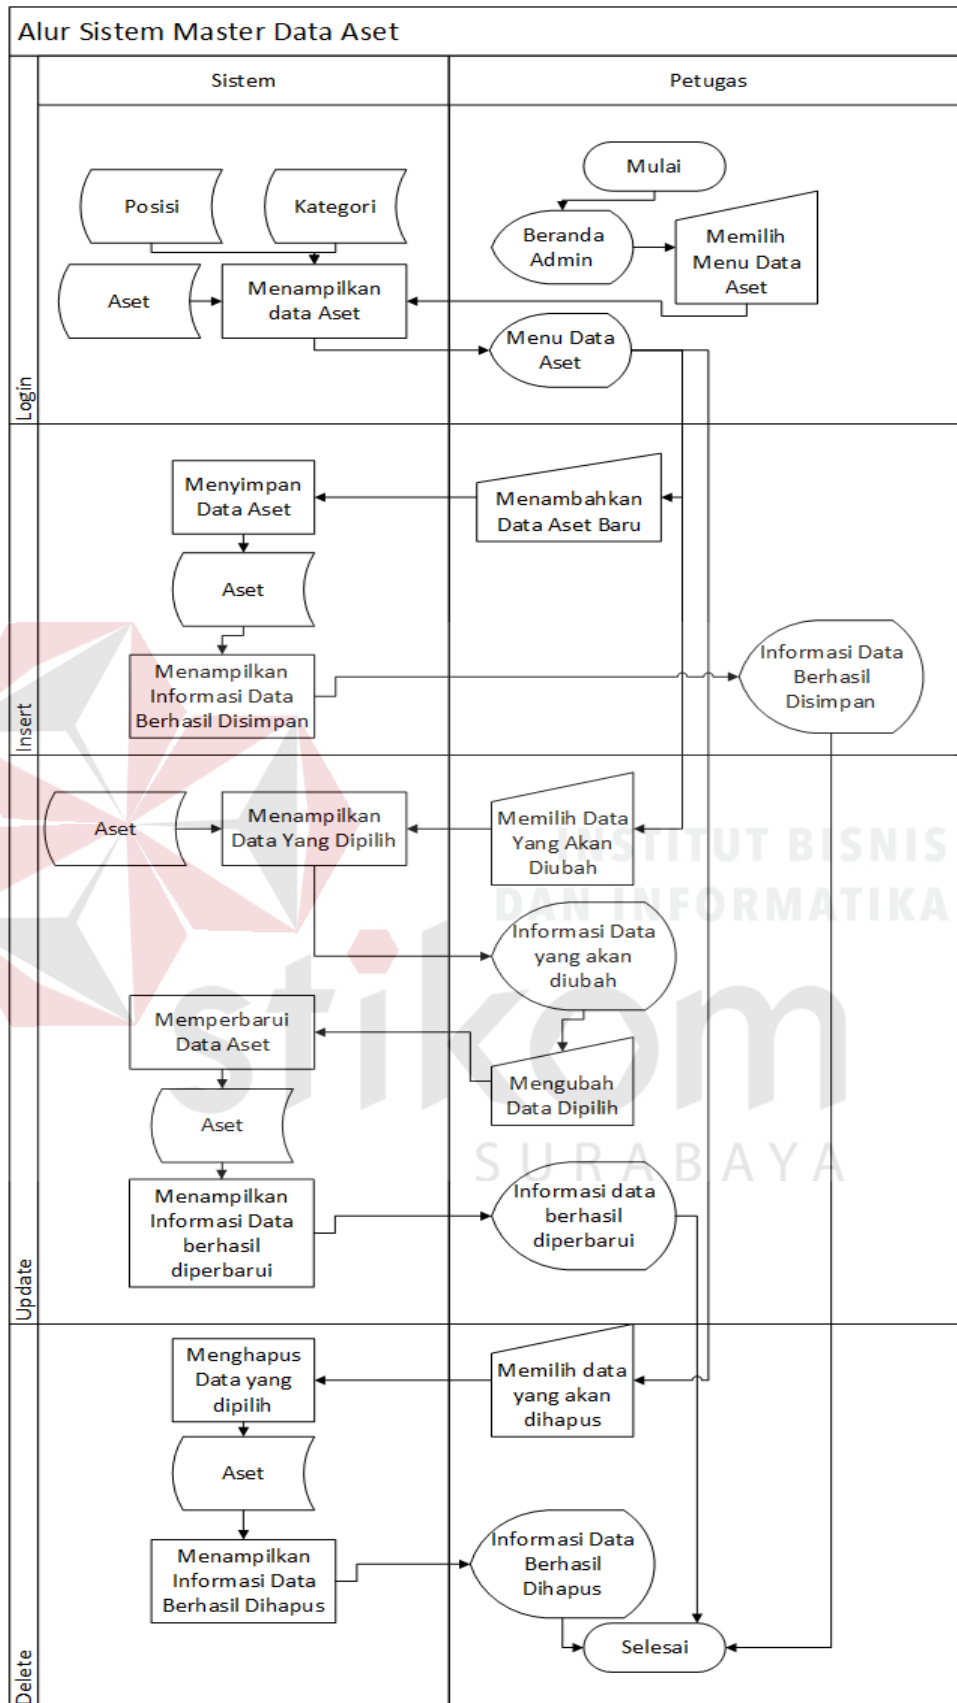 Alur Sistem Master Data Aset
Sistem
Petugas
Login
Mulai
Posisi
Kategori
Beranda
Admin
Memilih
Menu Data
Aset
Aset
Menampilkan
data Aset
Menu Data
Aset
Insert
Menyimpan
Data Aset
Menambahkan
Data Aset Baru
Aset
Menampilkan
Informasi Data
Berhasil Disimpan
Informasi Data
Berhasil
Disimpan
Update
Aset
Menampilkan
Data Yang Dipilih
Memilih Data
Yang Akan
Diubah
INSTITUT BISNIS
DAN INFORMATIKA
Informasi Data
yang akan
diubah
stikom
Memperbarui
Data Aset
Mengubah
Data Dipilih
Aset
SURABAYA
Menampilkan
Informasi Data
berhasil
diperbarui
Informasi data
berhasil
diperbarui
Delete
Menghapus
Data yang
dipilih
Memilih data
yang akan
dihapus
Aset
Menampilkan
Informasi Data
Berhasil Dihapus
Informasi Data
Berhasil
Dihapus
Selesai